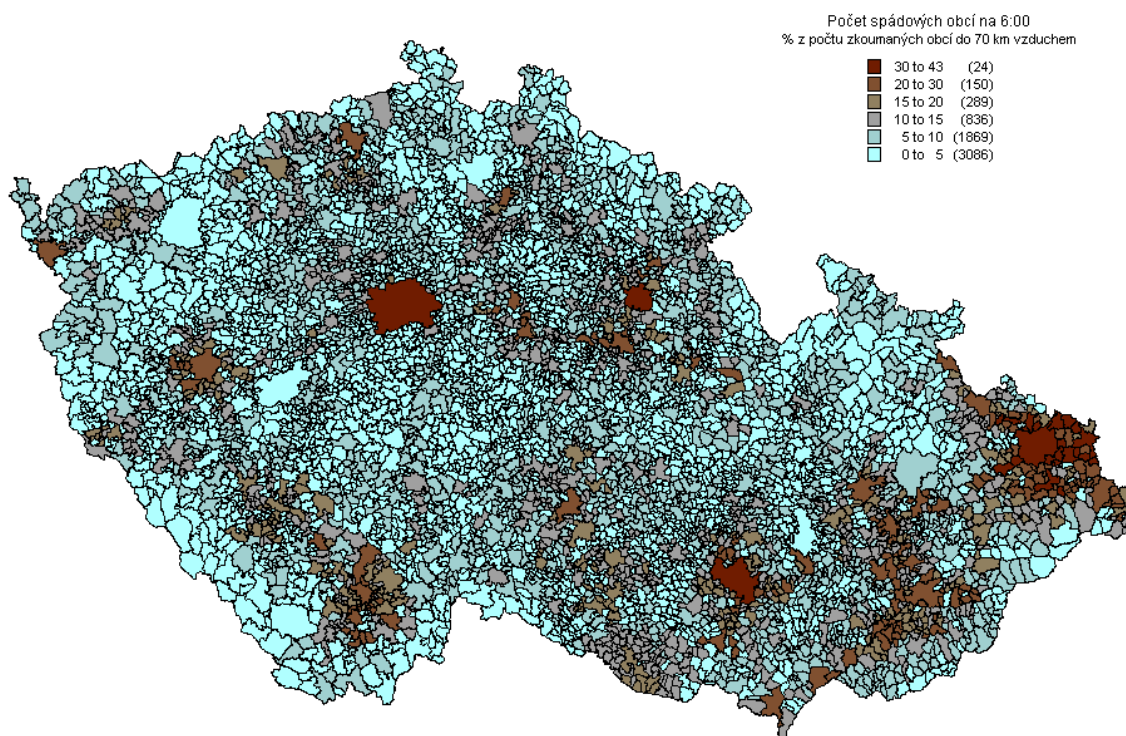 Počet spádových obcí na 6:00
% z počtu zkoumaných obcí do 70 km vzduchem
30 to 43 (24)
20 to 30 (150)
15 to 20 (289)
10 to 15 (836)
5 to 10 (1869)
0 to 5 (3086)